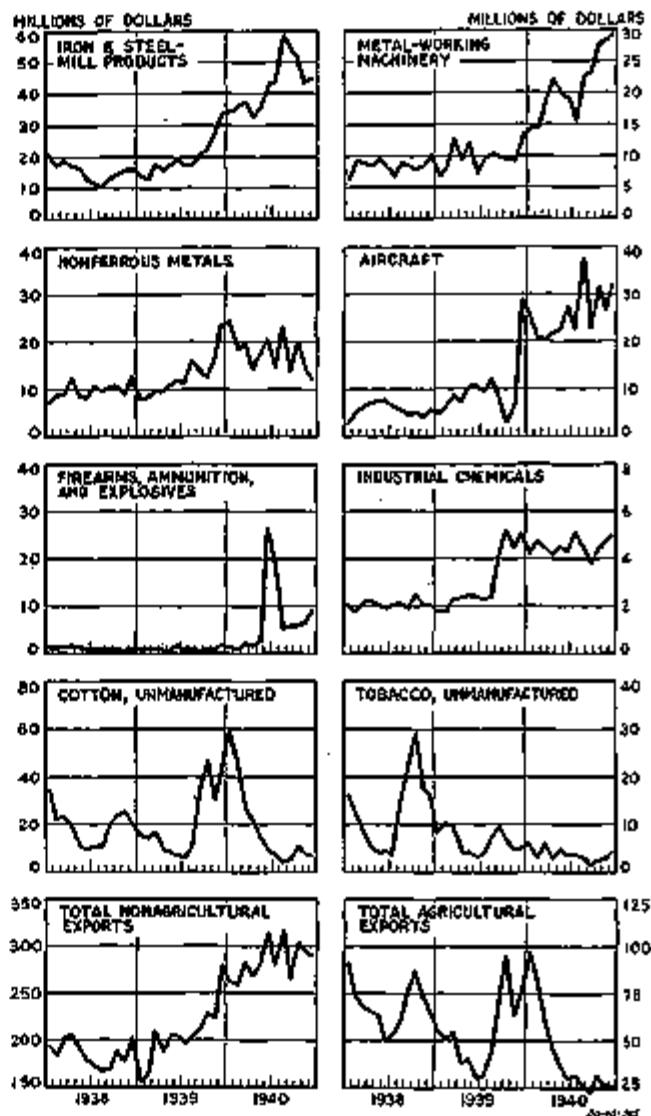 MILLIONS OF DOLLARS
MILLIONS OF DOLLARS
60
IRON & STEEL-
MILL PRODUCTS
50
40
30
20
10
0
METAL-WORKING
MACHINERY
30
25
20
15
10
5
0
40
NONFERROUS METALS
30
20
10
0
AIRCRAFT
40
30
20
10
0
40
FIREARMS, AMMUNITION,
AND EXPLOSIVES
30
20
10
0
INDUSTRIAL CHEMICALS
8
6
4
2
0
80
COTTON, UNMANUFACTURED
60
40
20
0
TOBACCO, UNMANUFACTURED
40
30
20
10
0
350
TOTAL NONAGRICULTURAL
EXPORTS
300
250
200
150
1938 1939 1940
TOTAL AGRICULTURAL
EXPORTS
125
100
75
50
25
1938 1939 1940